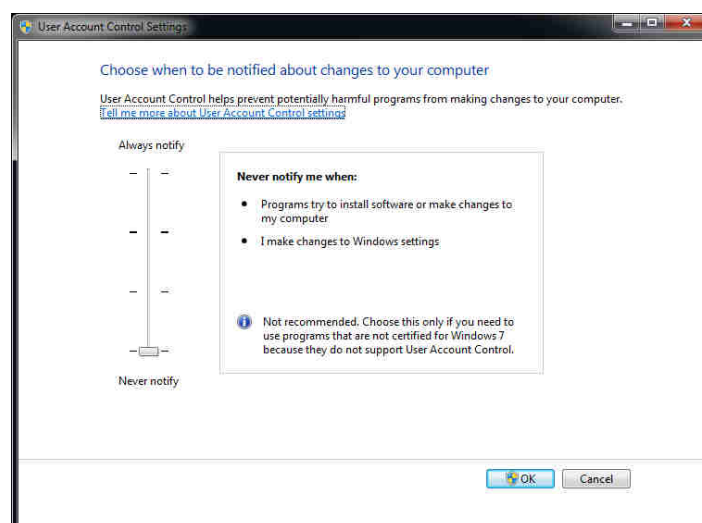 User Account Control Settings
Choose when to be notified about changes to your computer
User Account Control helps prevent potentially harmful programs from making changes to your computer.
Tell me more about User Account Control settings
Always notify
Never notify me when:
Programs try to install software or make changes to
my computer
I make changes to Windows settings
Not recommended. Choose this only if you need to
use programs that are not certified for Windows 7
because they do not support User Account Control.
Never notify
OK
Cancel